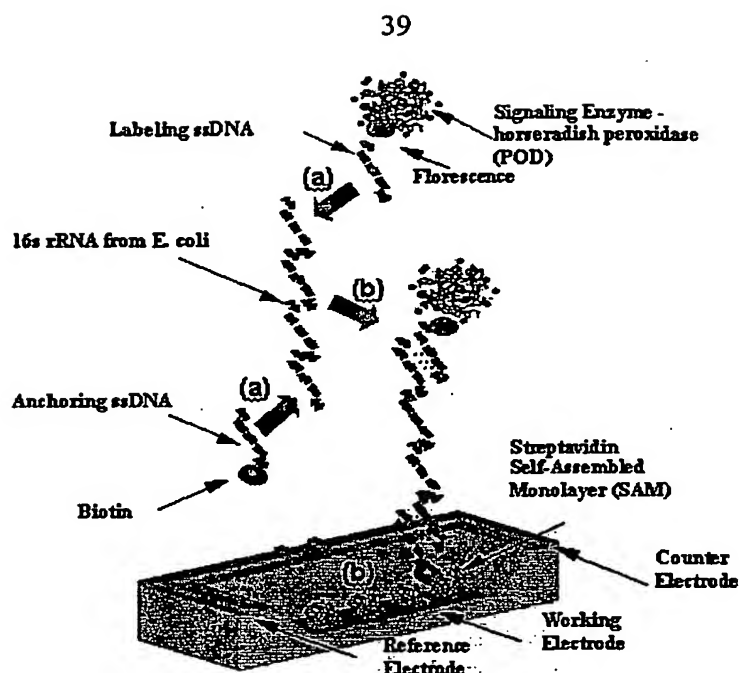 39
Labeling ssDNA
Signaling Enzyme -
horseradish peroxidase
(POD)
Florescence
(a)
16s rRNA from E. coli
(b)
(a)
Anchoring ssDNA
Biotin
Streptavidin
Self-Assembled
Monolayer (SAM)
(b)
Counter
Electrode
Working
Electrode
Reference
Electrode